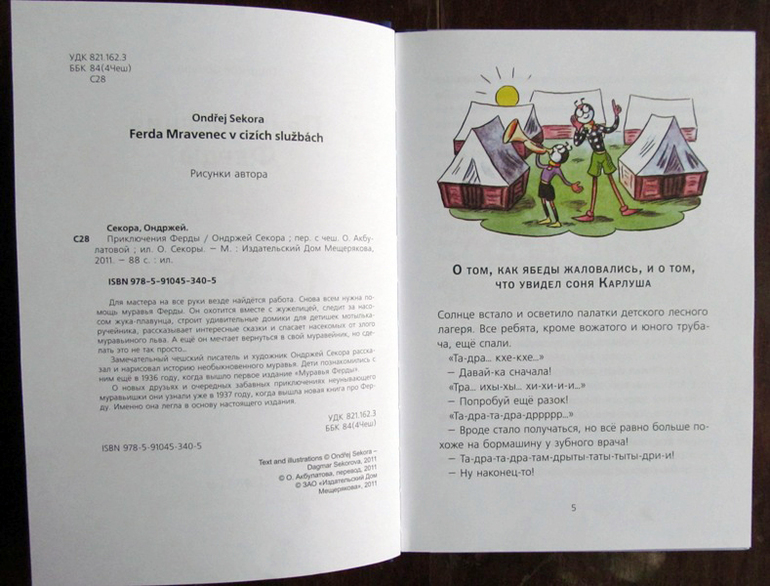 УДК 821.162.3
ББК 84(4Чеш)
С28
Ondřej Sekora
Ferda Mravenec v cizích službách
Рисунки автора
Секора, Ондржей.
С28 Приключения Ферды / Ондржей Секора ; пер. с чеш. О. Акбу-
латовой ; ил. О. Секоры. – М. : Издательский Дом Мещерякова,
2011. – 88 с. : ил.
ISBN 978-5-91045-340-5
Для мастера на все руки везде найдётся работа. Снова всем нужна по-
мощь муравья Ферды. Он охотится вместе с жужелицей, следит за насо-
сом жука-плавунца, строит удивительные домики для детишек мотылька-
ручейника, рассказывает интересные сказки и спасает насекомых от злого
муравьиного льва. А ещё он мечтает вернуться в свой муравейник, но сде-
лать это не так просто...
Замечательный чешский писатель и художник Ондржей Секора расска-
зал и нарисовал историю необыкновенного муравья. Дети познакомились с
ним ещё в 1936 году, когда вышло первое издание «Муравья Ферды».
О новых друзьях и очередных забавных приключениях неунывающего
муравьишки они узнали уже в 1937 году, когда вышла новая книга про Фер-
ду. Именно она легла в основу настоящего издания.
УДК 821.162.3
ББК 84(4Чеш)
ISBN 978-5-91045-340-5
Text and illustrations © Ondřej Sekora –
Dagmar Sekorova, 2011
© О. Акбулатова, перевод, 2011
© ЗАО «Издательский Дом
Мещерякова», 2011
О ТОМ, КАК ЯБЕДЫ ЖАЛОВАЛИСЬ, И О ТОМ,
ЧТО УВИДЕЛ СОНЯ КАРЛУША
Солнце встало и осветило палатки детского лесного
лагеря. Все ребята, кроме вожатого и юного труба-
ча, ещё спали.
«Та-дра... кхе-кхе...»
– Давай-ка сначала!
«Тра... ихы-хы... хи-хи-и-и...»
– Попробуй ещё разок!
«Та-дра-та-дра-дррррр...»
– Вроде стало получаться, но всё равно больше по-
хоже на бормашину у зубного врача!
– Та-дра-та-дра-там-дрыты-таты-тыты-дри-и!
– Ну наконец-то!
5